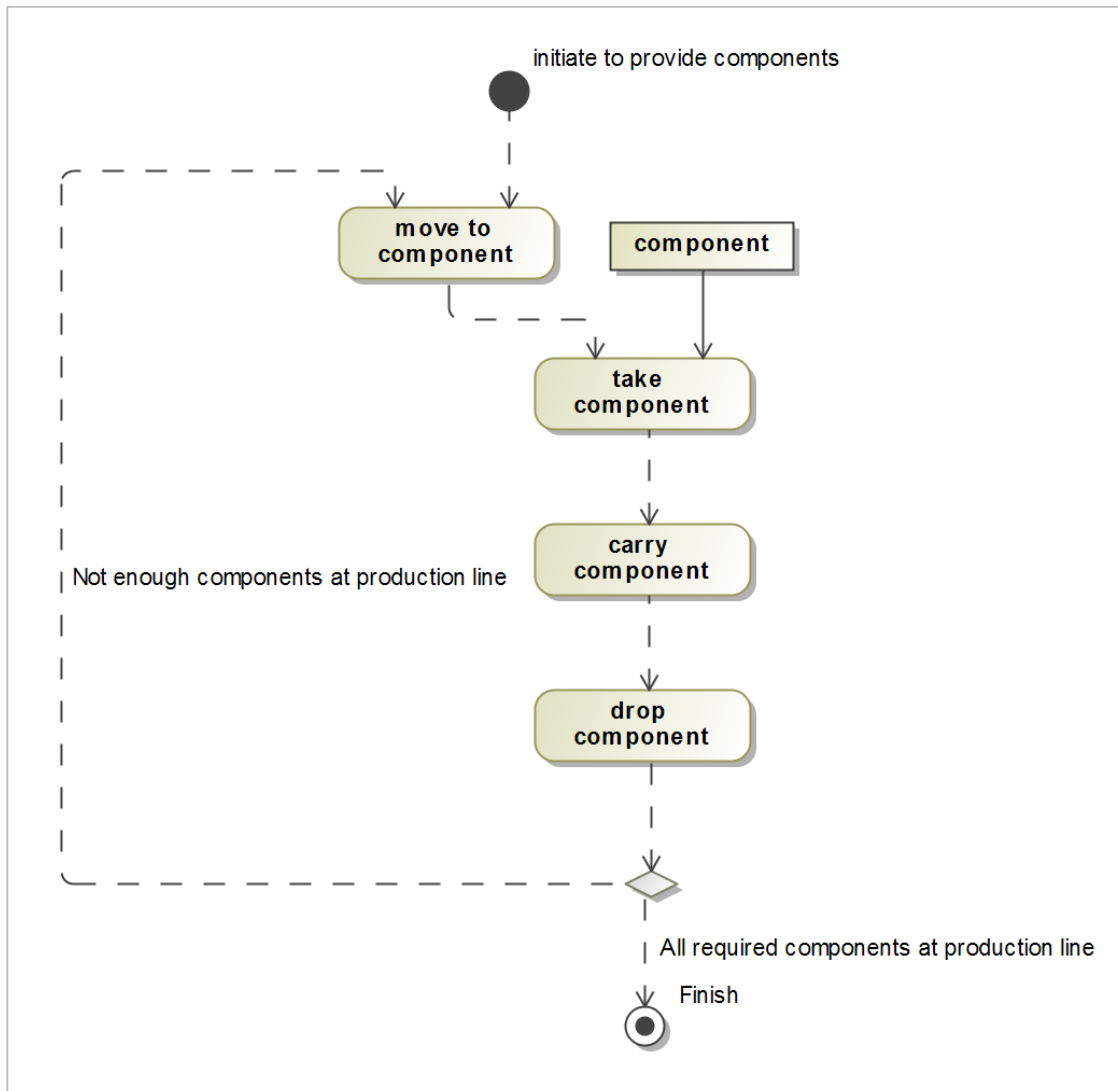 initiate to provide components
move to
component
component
take
component
carry
component
Not enough components at production line
drop
component
All required components at production line
Finish